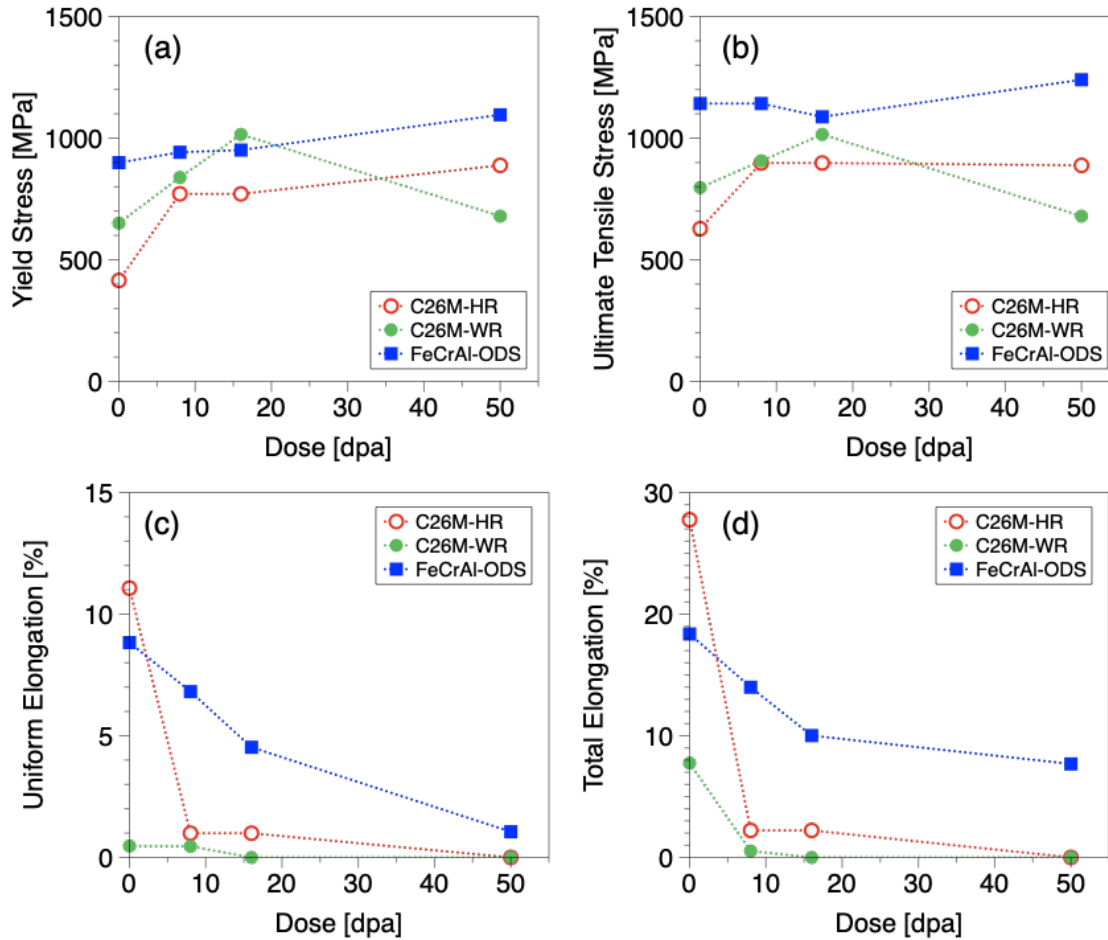 (a)
Yield Stress [MPa]
1500
1000
500
0
C26M-HR
C26M-WR
FeCrAl-ODS
0 10 20 30 40 50
Dose [dpa]
(b)
Ultimate Tensile Stress [MPa]
1500
1000
500
0
C26M-HR
C26M-WR
FeCrAl-ODS
0 10 20 30 40 50
Dose [dpa]
(c)
Uniform Elongation [%]
15
10
5
0
C26M-HR
C26M-WR
FeCrAl-ODS
0 10 20 30 40 50
Dose [dpa]
(d)
Total Elongation [%]
30
20
10
0
C26M-HR
C26M-WR
FeCrAl-ODS
0 10 20 30 40 50
Dose [dpa]